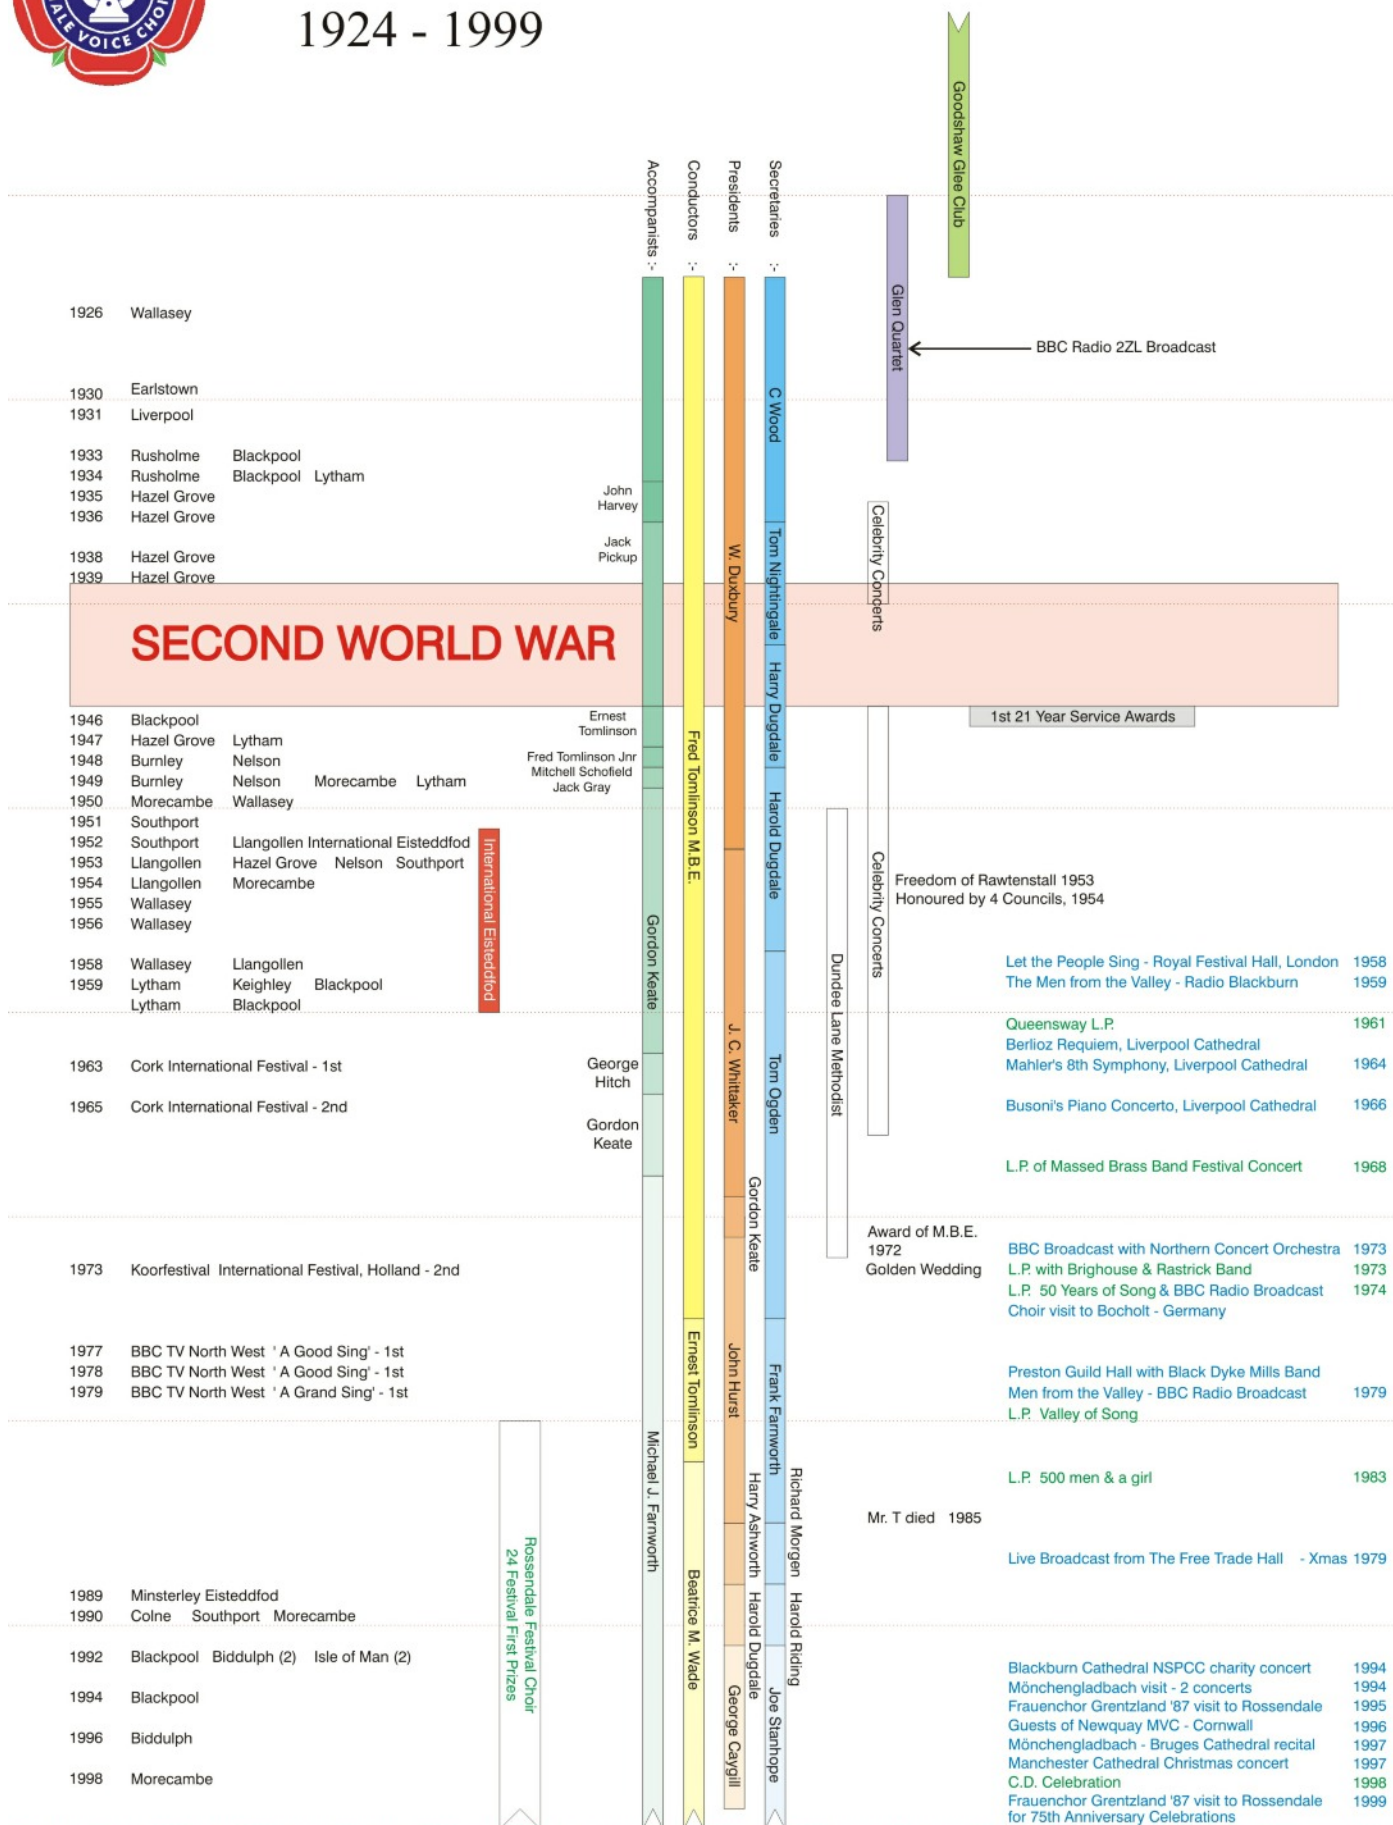 ALE VOICE CHOI
1924 - 1999
Goodshaw Glee Club
Accompanists :-
Conductors :-
Presidents :-
Secretaries :-
Glen Quartet
BBC Radio 2ZL Broadcast
1926 Wallasey
1930 Earlstown
1931 Liverpool
1933 Rusholme Blackpool
1934 Rusholme Blackpool Lytham
1935 Hazel Grove
1936 Hazel Grove
1938 Hazel Grove
1939 Hazel Grove
John
Harvey
Jack
Pickup
C Wood
W. Duxbury
Tom Nightingale
Celebrity Concerts
SECOND WORLD WAR
Harry Dugdale
1st 21 Year Service Awards
1946 Blackpool
1947 Hazel Grove Lytham
1948 Burnley Nelson
1949 Burnley Nelson Morecambe Lytham
1950 Morecambe Wallasey
1951 Southport
1952 Southport Llangollen International Eisteddfod
1953 Llangollen Hazel Grove Nelson Southport
1954 Llangollen Morecambe
1955 Wallasey
1956 Wallasey
1958 Wallasey Llangollen
1959 Lytham Keighley Blackpool
Lytham Blackpool
International Eisteddfod
Ernest
Tomlinson
Fred Tomlinson Jnr
Mitchell Schofield
Jack Gray
Gordon Keate
Fred Tomlinson M.B.E.
Harold Dugdale
Celebrity Concerts
Dundee Lane Methodist
Freedom of Rawtenstall 1953
Honoured by 4 Councils, 1954
Let the People Sing - Royal Festival Hall, London 1958
The Men from the Valley - Radio Blackburn 1959
Queensway L.P. 1961
Berlioz Requiem, Liverpool Cathedral
Mahler's 8th Symphony, Liverpool Cathedral 1964
Busoni's Piano Concerto, Liverpool Cathedral 1966
L.P. of Massed Brass Band Festival Concert 1968
1963 Cork International Festival - 1st
1965 Cork International Festival - 2nd
George
Hitch
Gordon
Keate
J. C. Whittaker
Tom Ogden
Gordon Keate
Award of M.B.E.
1972
Golden Wedding
BBC Broadcast with Northern Concert Orchestra 1973
L.P. with Brighouse & Rastrick Band 1973
L.P. 50 Years of Song & BBC Radio Broadcast 1974
Choir visit to Bocholt - Germany
1973 Koorfestival International Festival, Holland - 2nd
1977 BBC TV North West ' A Good Sing' - 1st
1978 BBC TV North West ' A Good Sing' - 1st
1979 BBC TV North West ' A Grand Sing' - 1st
Ernest Tomlinson
John Hurst
Frank Farnworth
Preston Guild Hall with Black Dyke Mills Band
Men from the Valley - BBC Radio Broadcast 1979
L.P. Valley of Song
L.P. 500 men & a girl 1983
Michael J. Farnworth
Harry Ashworth
Richard Morgen
Mr. T died 1985
Live Broadcast from The Free Trade Hall - Xmas 1979
Rossendale Festival Choir
24 Festival First Prizes
1989 Minsterley Eisteddfod
1990 Colne Southport Morecambe
1992 Blackpool Biddulph (2) Isle of Man (2)
1994 Blackpool
1996 Biddulph
1998 Morecambe
Beatrice M. Wade
Harold Dugdale
Harold Riding
George Caygill
Joe Stanhope
Blackburn Cathedral NSPCC charity concert 1994
Mönchengladbach visit - 2 concerts 1994
Frauenchor Grentzland '87 visit to Rossendale 1995
Guests of Newquay MVC - Cornwall 1996
Mönchengladbach - Bruges Cathedral recital 1997
Manchester Cathedral Christmas concert 1997
C.D. Celebration 1998
Frauenchor Grentzland '87 visit to Rossendale 1999
for 75th Anniversary Celebrations